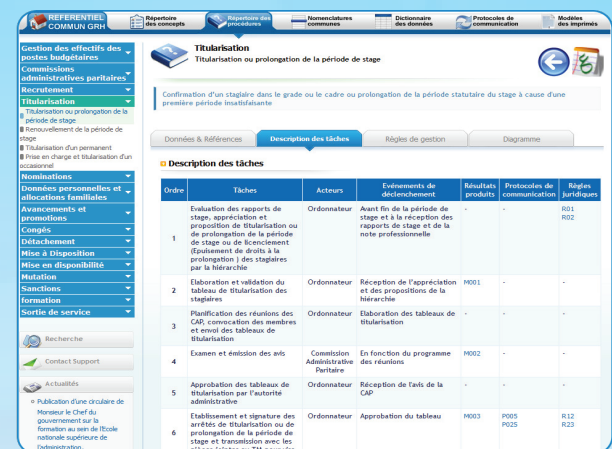 REFERENTIEL
COMMUN GRH
Répertoire
des concepts
Répertoire des
procédures
Nomenclatures
communes
Dictionnaire
des données
Protocoles de
communication
Modèles
des imprimés
Gestion des effectifs des
postes budgétaires
Commissions
administratives paritaires
Recrutement
Titularisation
Titularisation ou prolongation de la
période de stage
Renouvellement de la période de
stage
Titularisation d'un permanent
Prise en charge et titularisation d'un
occasionnel
Nominations
Données personnelles et
allocations familiales
Avancements et
promotions
Congés
Détachement
Mise à Disposition
Mise en disponibilité
Mutation
Sanctions
formation
Sortie de service
Recherche
Contact Support
Actualités
Publication d'une circulaire de
Monsieur le Chef du
gouvernement sur la
formation au sein de l'Ecole
nationale supérieure de
l'administration.
Titularisation
Titularisation ou prolongation de la période de stage
Confirmation d'un stagiaire dans le grade ou le cadre ou prolongation de la période statutaire du stage à cause d'une
première période insatisfaisante
Données & Références
Description des tâches
Règles de gestion
Diagramme
Description des tâches
Ordre Tâches Acteurs Evénements de déclenchement Résultats produits Protocoles de communication Règles juridiques
1 Evaluation des rapports de Ordonnateur Avant fin de la période de - - R01
stage, appréciation et stage et à la réception des R02
proposition de titularisation ou rapports de stage et de la
de prolongation de la période note professionnelle
de stage ou de licenciement
(Epuisement de droits à la
prolongation ) des stagiaires
par la hiérarchie
2 Elaboration et validation du Ordonnateur Réception de l'appréciation M001 - -
tableau de titularisation des et des propositions de la
stagiaires hiérarchie
3 Planification des réunions des Ordonnateur Elaboration des tableaux de - - -
CAP, convocation des membres titularisation
et envoi des tableaux de
titularisation
4 Examen et émission des avis Commission En fonction du programme M002 - -
Administrative des réunions
Paritaire
5 Approbation des tableaux de Ordonnateur Réception de l'avis de la - - -
titularisation par l'autorité CAP
administrative
6 Etablissement et signature des Ordonnateur Approbation du tableau M003 P005 R12
arrêtés de titularisation ou de P025 R23
prolongation de la période de
stage et transmission avec les